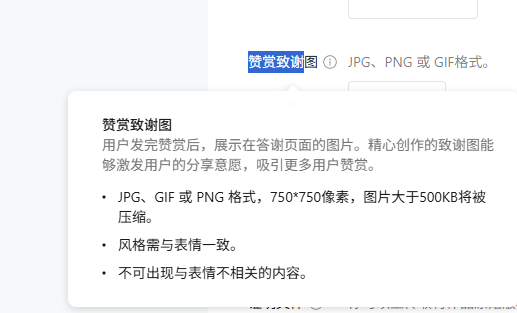 赞赏致谢图 JPG、PNG 或 GIF格式。
赞赏致谢图
用户发完赞赏后，展示在答谢页面的图片。精心创作的致谢图能
够激发用户的分享意愿，吸引更多用户赞赏。
• JPG、GIF 或 PNG 格式，750*750像素，图片大于500KB将被
压缩。
• 风格需与表情一致。
• 不可出现与表情不相关的内容。